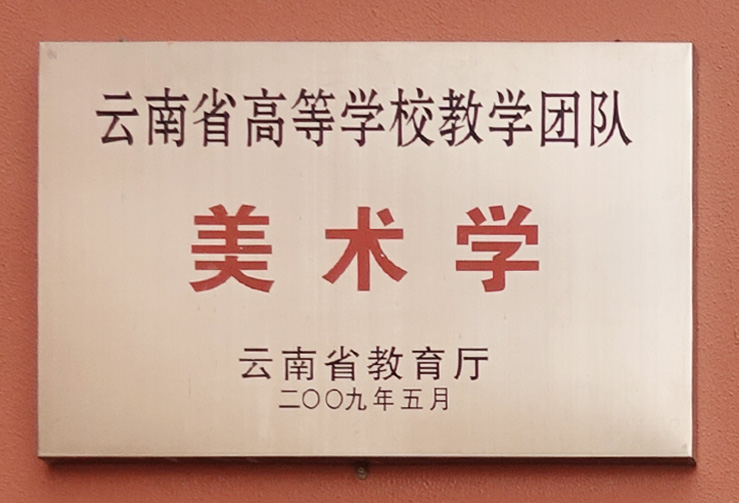 云南省高等学校教学团队
美术学
云南省教育厅
二〇〇九年五月